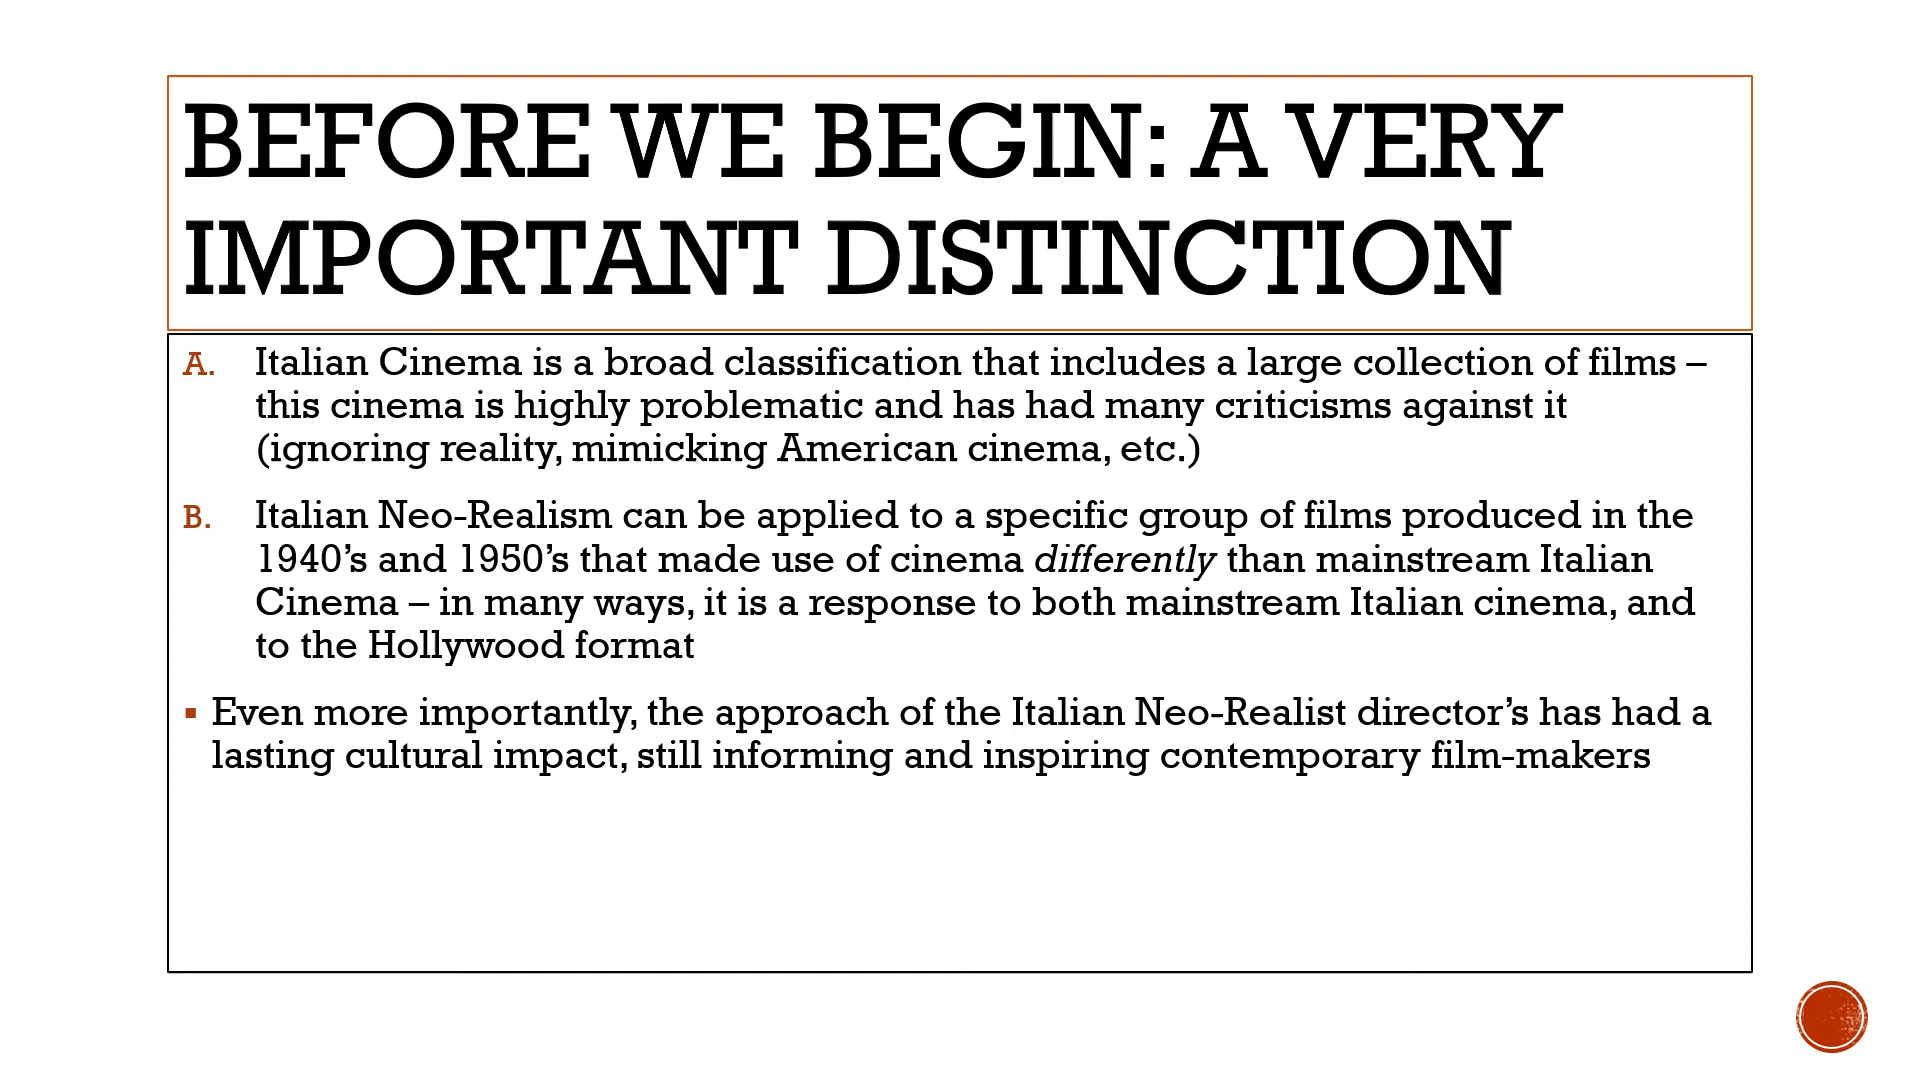 BEFORE WE BEGIN: A VERY
IMPORTANT DISTINCTION
A. Italian Cinema is a broad classification that includes a large collection of films –
this cinema is highly problematic and has had many criticisms against it
(ignoring reality, mimicking American cinema, etc.)
B. Italian Neo-Realism can be applied to a specific group of films produced in the
1940’s and 1950’s that made use of cinema differently than mainstream Italian
Cinema – in many ways, it is a response to both mainstream Italian cinema, and
to the Hollywood format
▪ Even more importantly, the approach of the Italian Neo-Realist director’s has had a
lasting cultural impact, still informing and inspiring contemporary film-makers